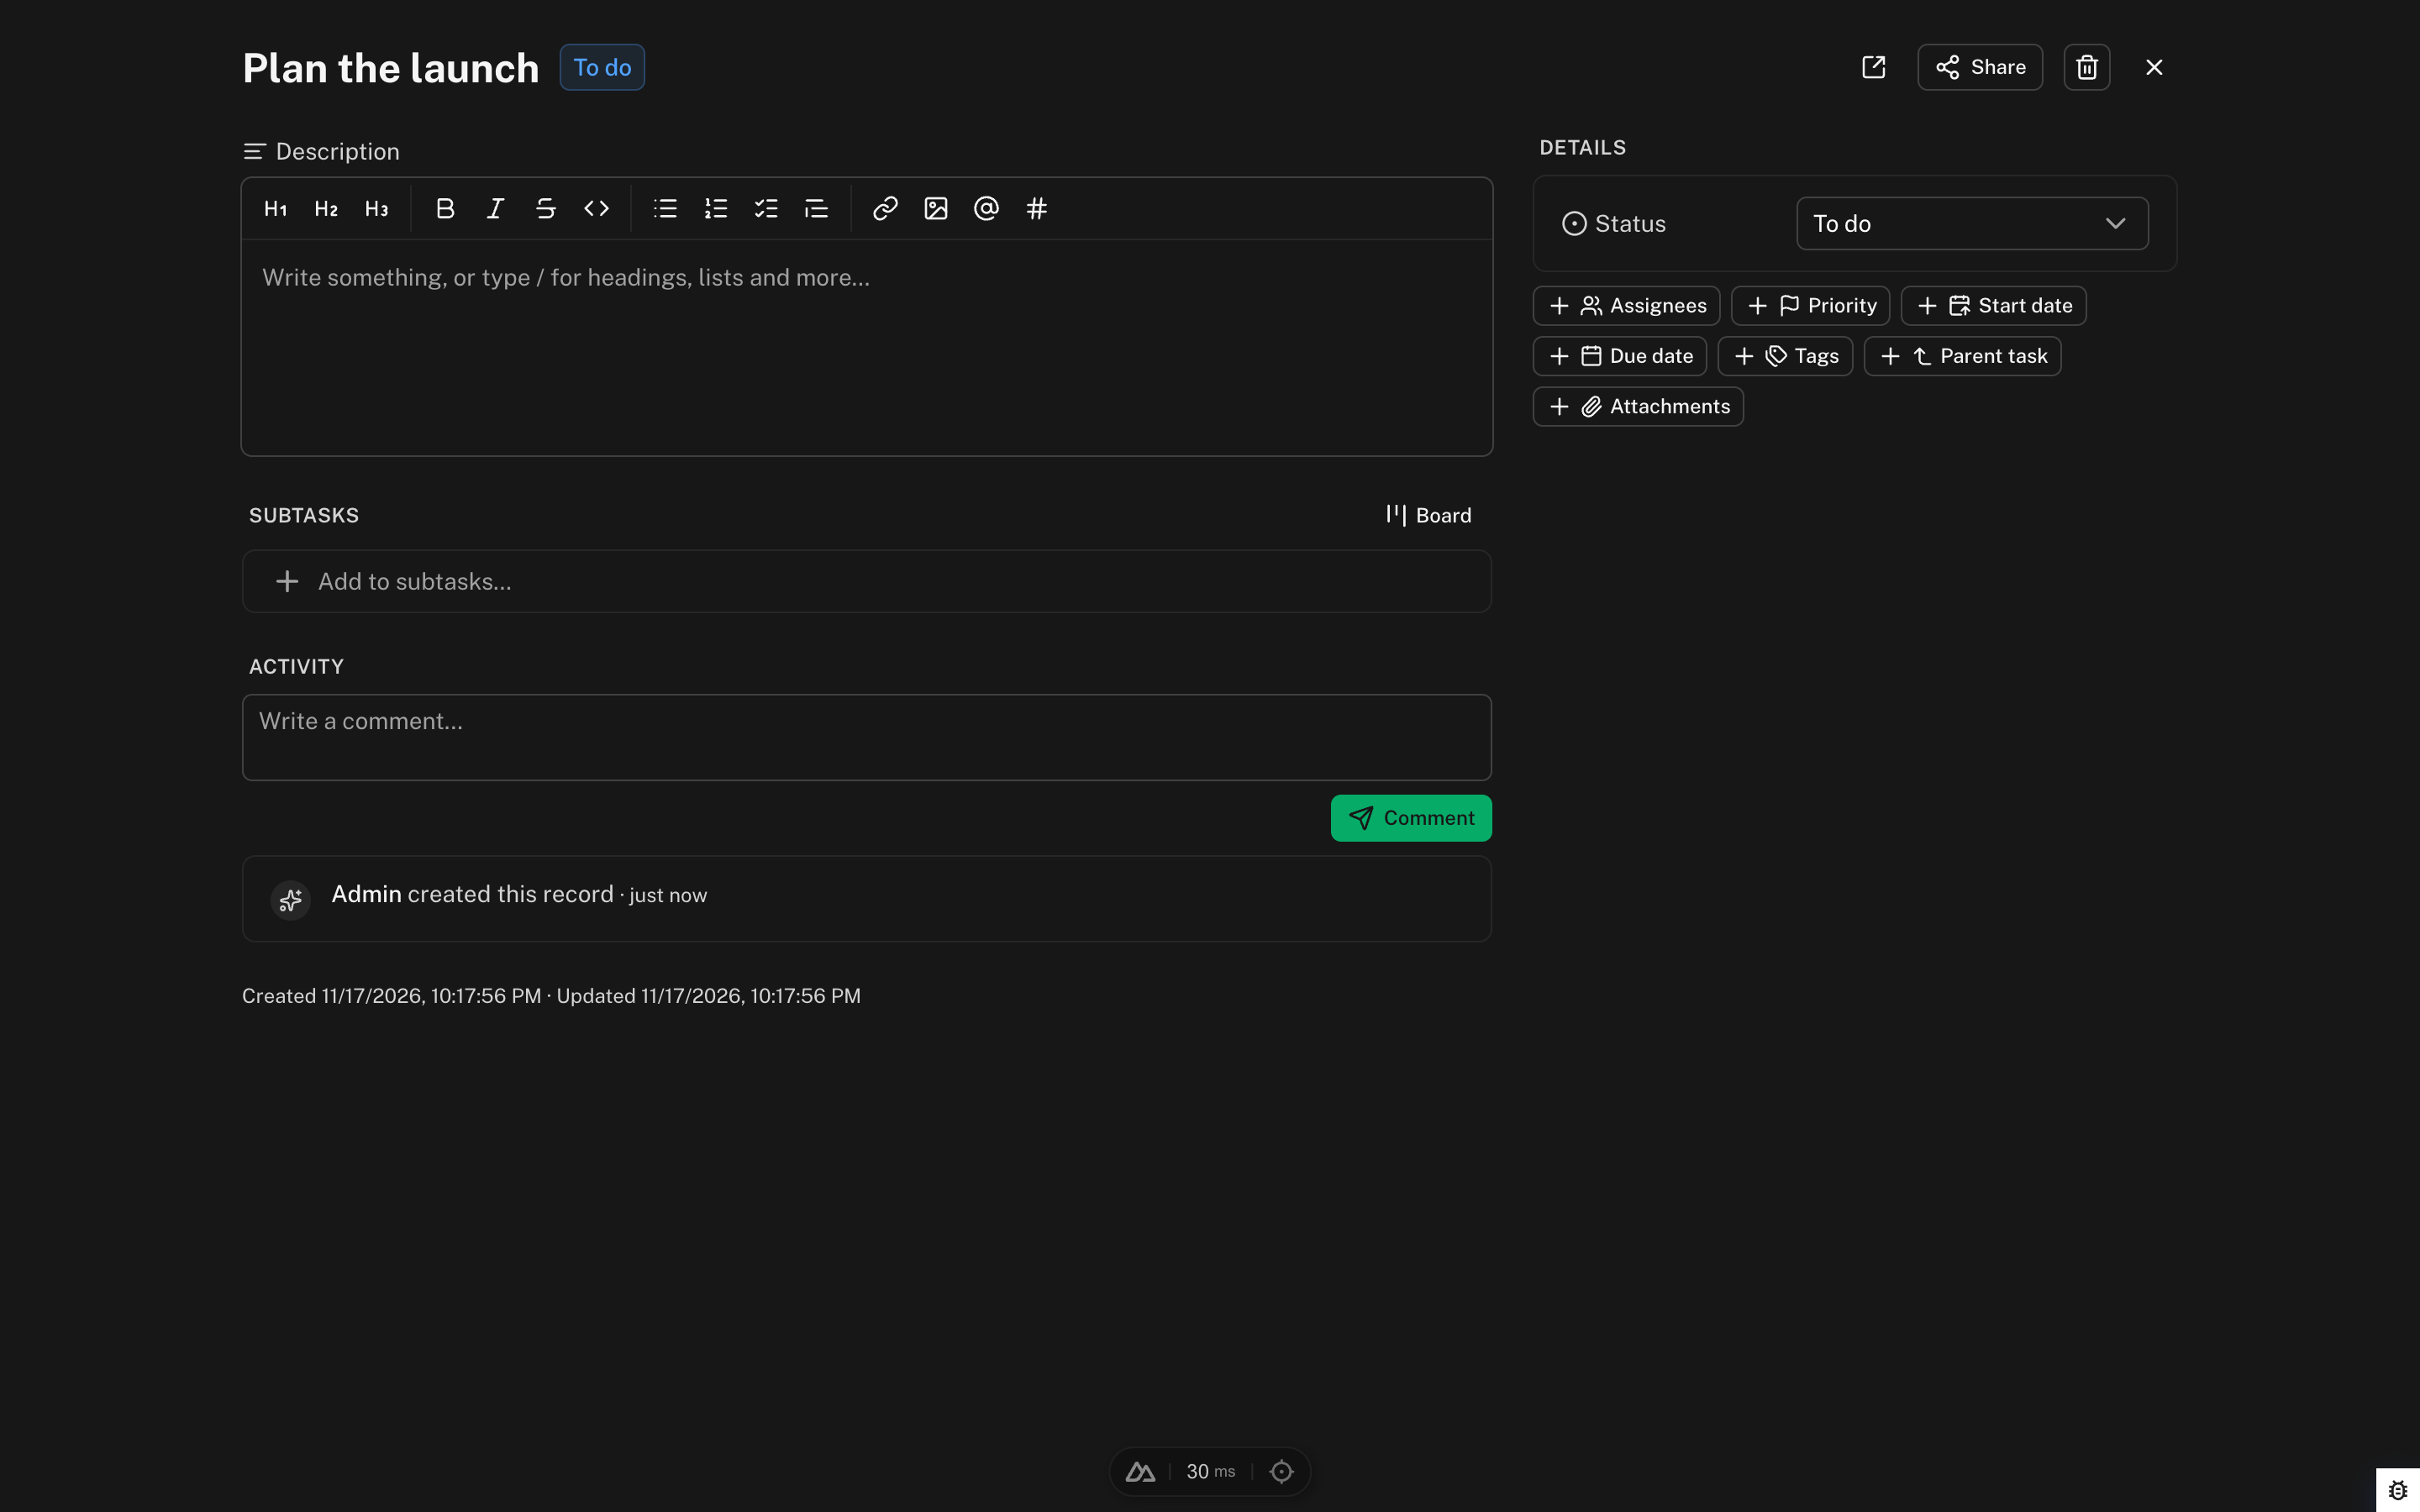 Plan the launch
To do
Share
Description
H1 H2 H3
Write something, or type / for headings, lists and more...
SUBTASKS
Board
Add to subtasks...
ACTIVITY
Write a comment...
Comment
Admin created this record · just now
Created 11/17/2026, 10:17:56 PM · Updated 11/17/2026, 10:17:56 PM
DETAILS
Status
To do
Assignees
Priority
Start date
Due date
Tags
Parent task
Attachments
30 ms